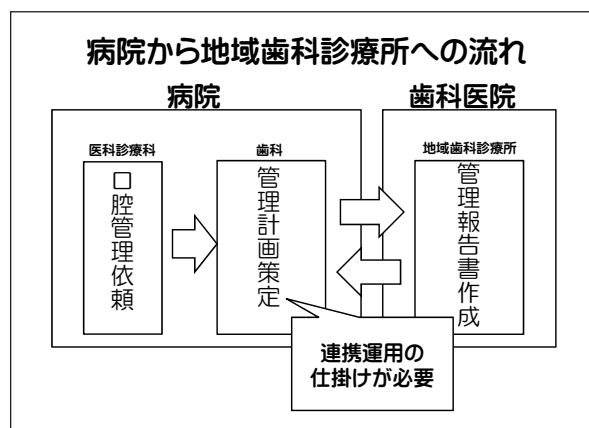 病院から地域歯科診療所への流れ
病院
歯科医院
医科診療科
口腔管理依頼
歯科
管理計画策定
地域歯科診療所
管理報告書作成
連携運用の
仕掛けが必要